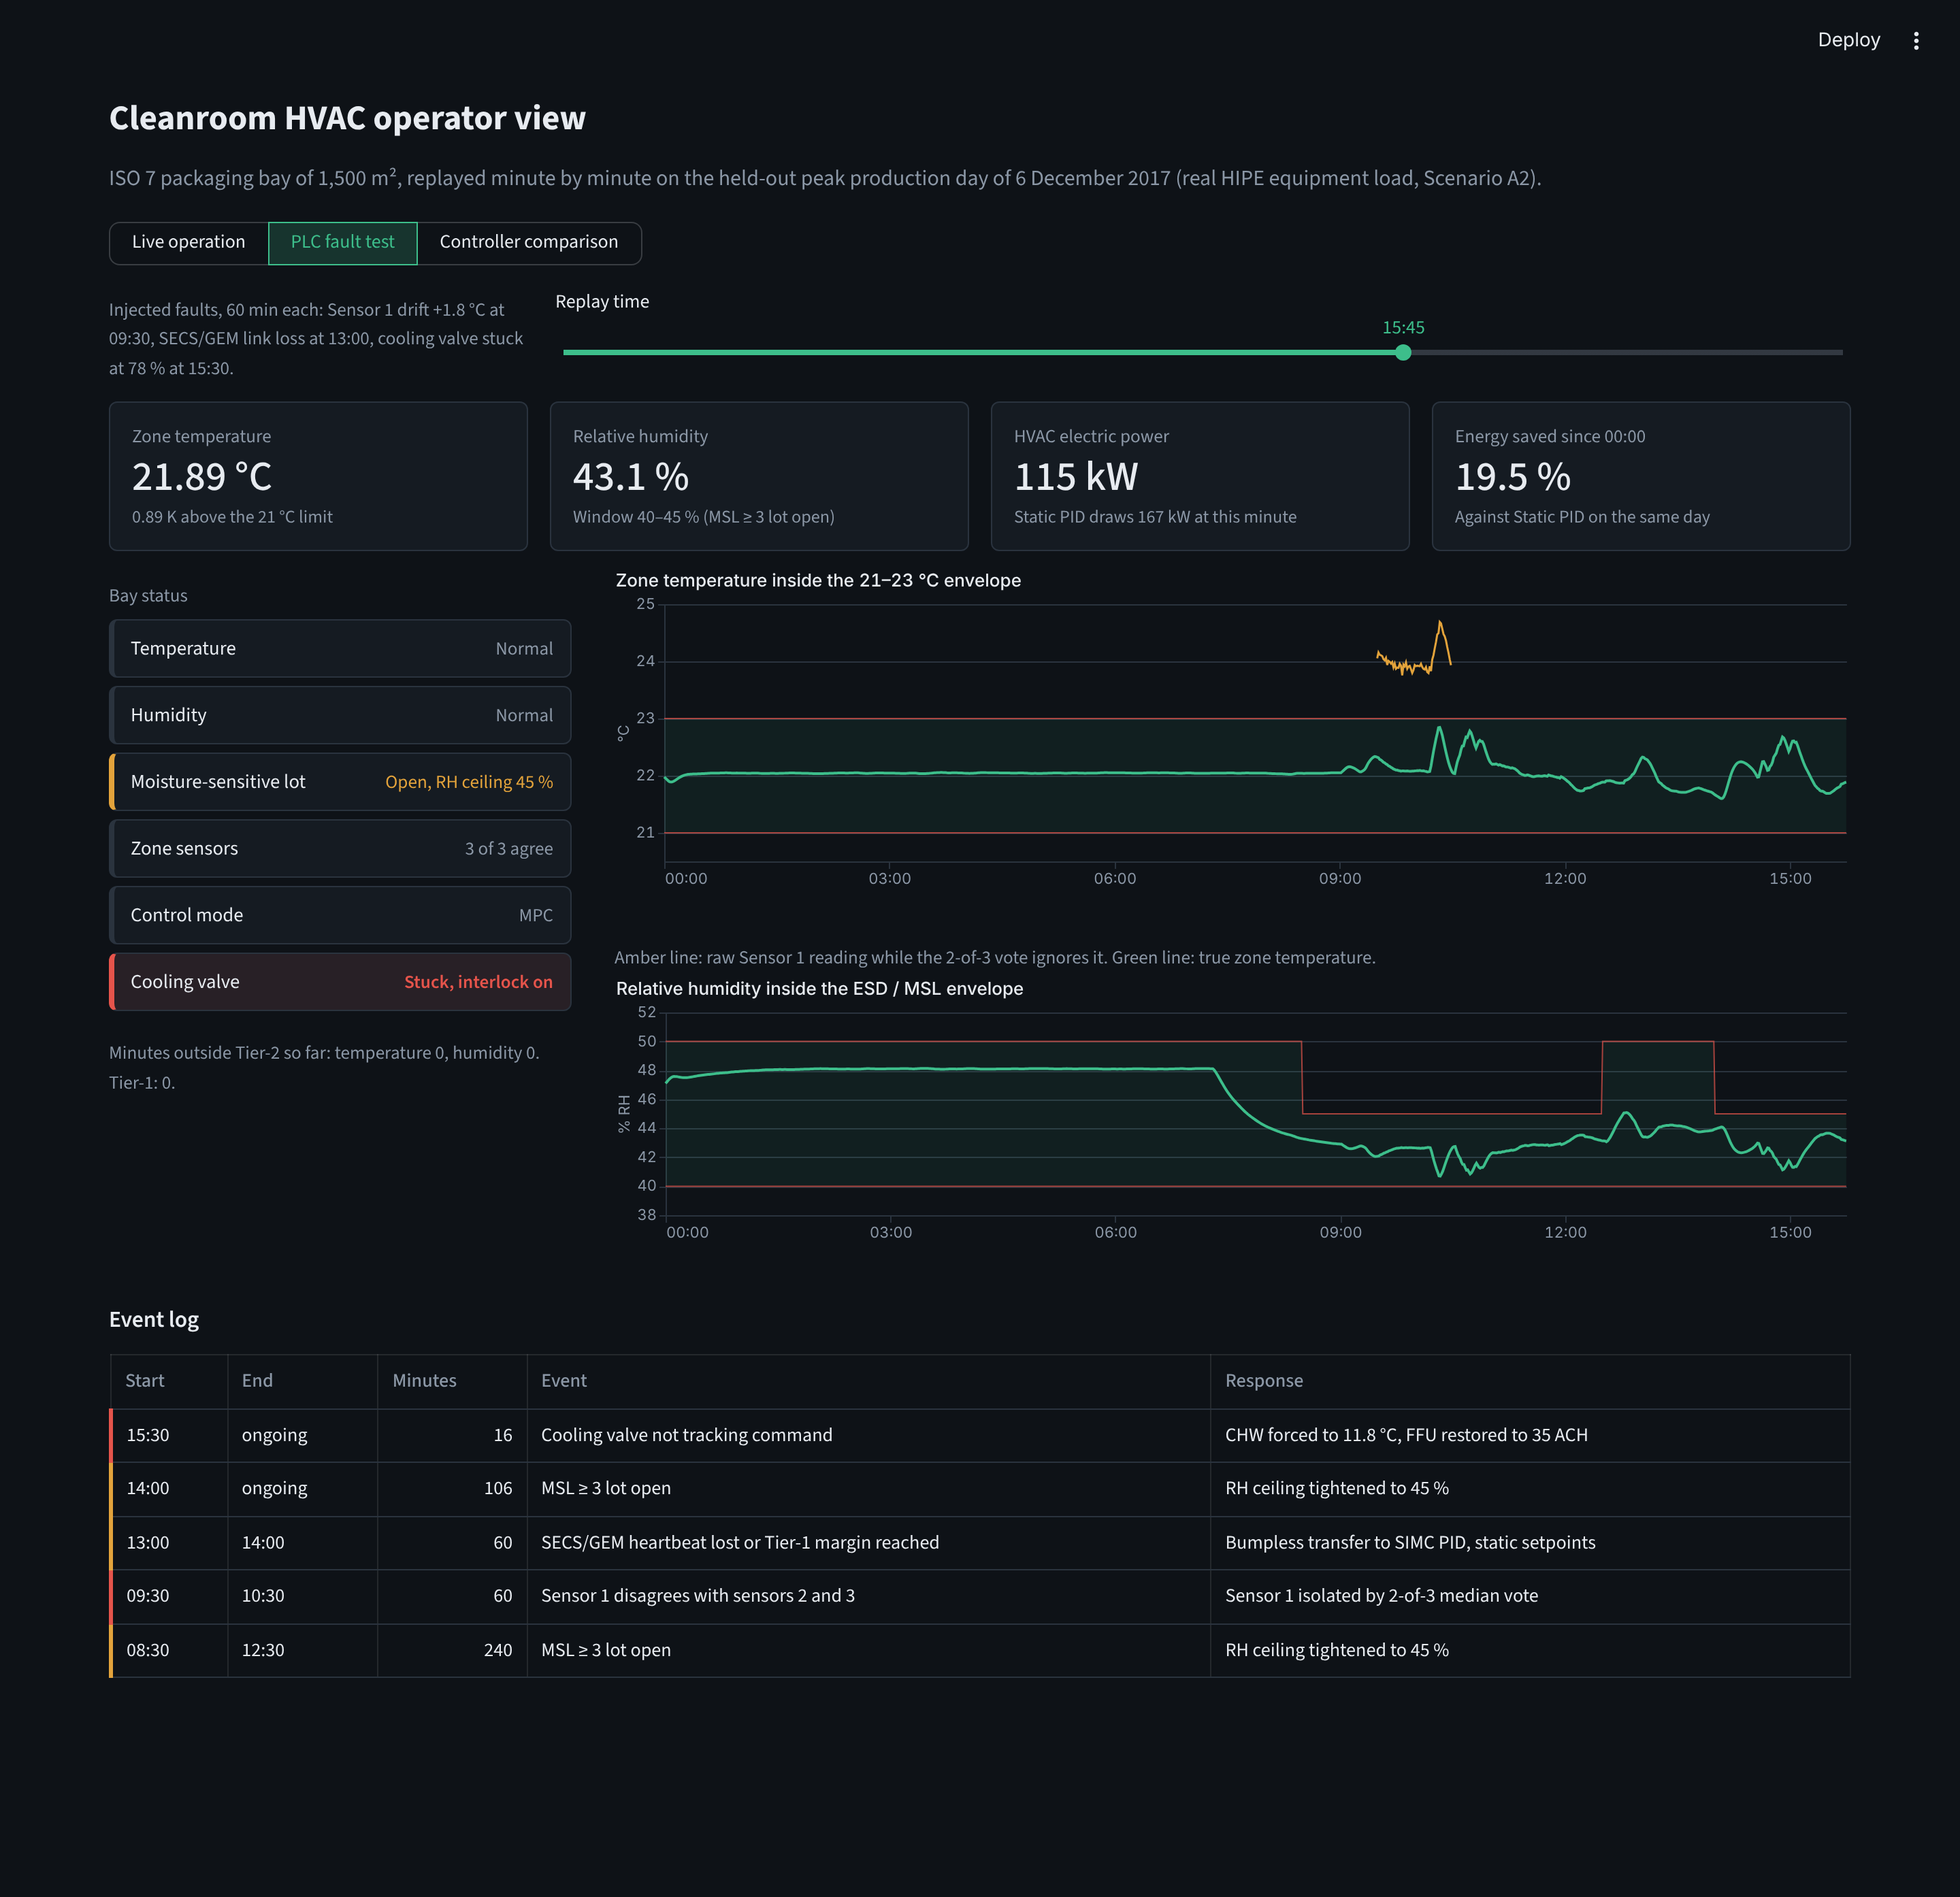 Deploy
Cleanroom HVAC operator view
ISO 7 packaging bay of 1,500 m², replayed minute by minute on the held-out peak production day of 6 December 2017 (real HIPE equipment load, Scenario A2).
Live operation
PLC fault test
Controller comparison
Injected faults, 60 min each: Sensor 1 drift +1.8 °C at
09:30, SECS/GEM link loss at 13:00, cooling valve stuck
at 78 % at 15:30.
Replay time
15:45
Zone temperature
21.89 °C
0.89 K above the 21 °C limit
Relative humidity
43.1 %
Window 40–45 % (MSL ≥ 3 lot open)
HVAC electric power
115 kW
Static PID draws 167 kW at this minute
Energy saved since 00:00
19.5 %
Against Static PID on the same day
Bay status
Temperature Normal
Humidity Normal
Moisture-sensitive lot Open, RH ceiling 45 %
Zone sensors 3 of 3 agree
Control mode MPC
Cooling valve Stuck, interlock on
Minutes outside Tier-2 so far: temperature 0, humidity 0.
Tier-1: 0.
Zone temperature inside the 21–23 °C envelope
25
24
23
22
21
°C
00:00 03:00 06:00 09:00 12:00 15:00
Amber line: raw Sensor 1 reading while the 2-of-3 vote ignores it. Green line: true zone temperature.
Relative humidity inside the ESD / MSL envelope
52
50
48
46
44
42
40
38
% RH
00:00 03:00 06:00 09:00 12:00 15:00
Event log
Start End Minutes Event Response
15:30 ongoing 16 Cooling valve not tracking command CHW forced to 11.8 °C, FFU restored to 35 ACH
14:00 ongoing 106 MSL ≥ 3 lot open RH ceiling tightened to 45 %
13:00 14:00 60 SECS/GEM heartbeat lost or Tier-1 margin reached Bumpless transfer to SIMC PID, static setpoints
09:30 10:30 60 Sensor 1 disagrees with sensors 2 and 3 Sensor 1 isolated by 2-of-3 median vote
08:30 12:30 240 MSL ≥ 3 lot open RH ceiling tightened to 45 %